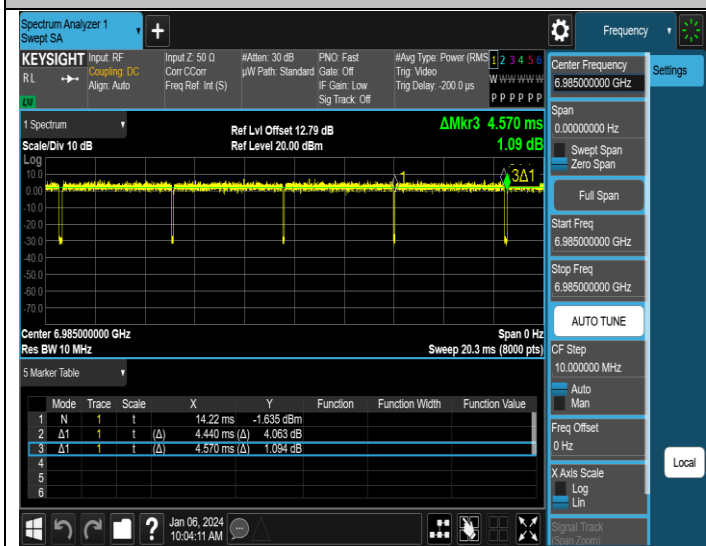 Spectrum Analyzer 1
Swept SA
Frequency
KEYSIGHT
RL
LW
Input: RF
Coupling: DC
Align: Auto
Input Z: 50 Ω
Corr CCorr
Freq Ref: Int (S)
#Atten: 30 dB
µW Path: Standard
PNO: Fast
Gate: Off
IF Gain: Low
Sig Track: Off
#Avg Type: Power (RMS
Trig: Video
Trig Delay: -200.0 µs
1 2 3 4 5 6
W W W W W W
P P P P P P
1 Spectrum
Scale/Div 10 dB
Ref Lvl Offset 12.79 dB
Ref Level 20.00 dBm
ΔMkr3 4.570 ms
1.09 dB
Log
10.0
0.00
-10.0
-20.0
-30.0
-40.0
-50.0
-60.0
-70.0
1
3Δ1
Center 6.985000000 GHz
Res BW 10 MHz
Span 0 Hz
Sweep 20.3 ms (8000 pts)
5 Marker Table
Mode Trace Scale X Y Function Function Width Function Value
1 N 1 t 14.22 ms -1.635 dBm
2 Δ1 1 t (Δ) 4.440 ms (Δ) 4.063 dB
3 Δ1 1 t (Δ) 4.570 ms (Δ) 1.094 dB
4
5
6
Center Frequency
6.985000000 GHz
Span
0.00000000 Hz
Swept Span
Zero Span
Full Span
Start Freq
6.985000000 GHz
Stop Freq
6.985000000 GHz
AUTO TUNE
CF Step
10.000000 MHz
Auto
Man
Freq Offset
0 Hz
X Axis Scale
Log
Lin
Signal Track
(Span Zoom)
Settings
Local
?
Jan 06, 2024
10:04:11 AM